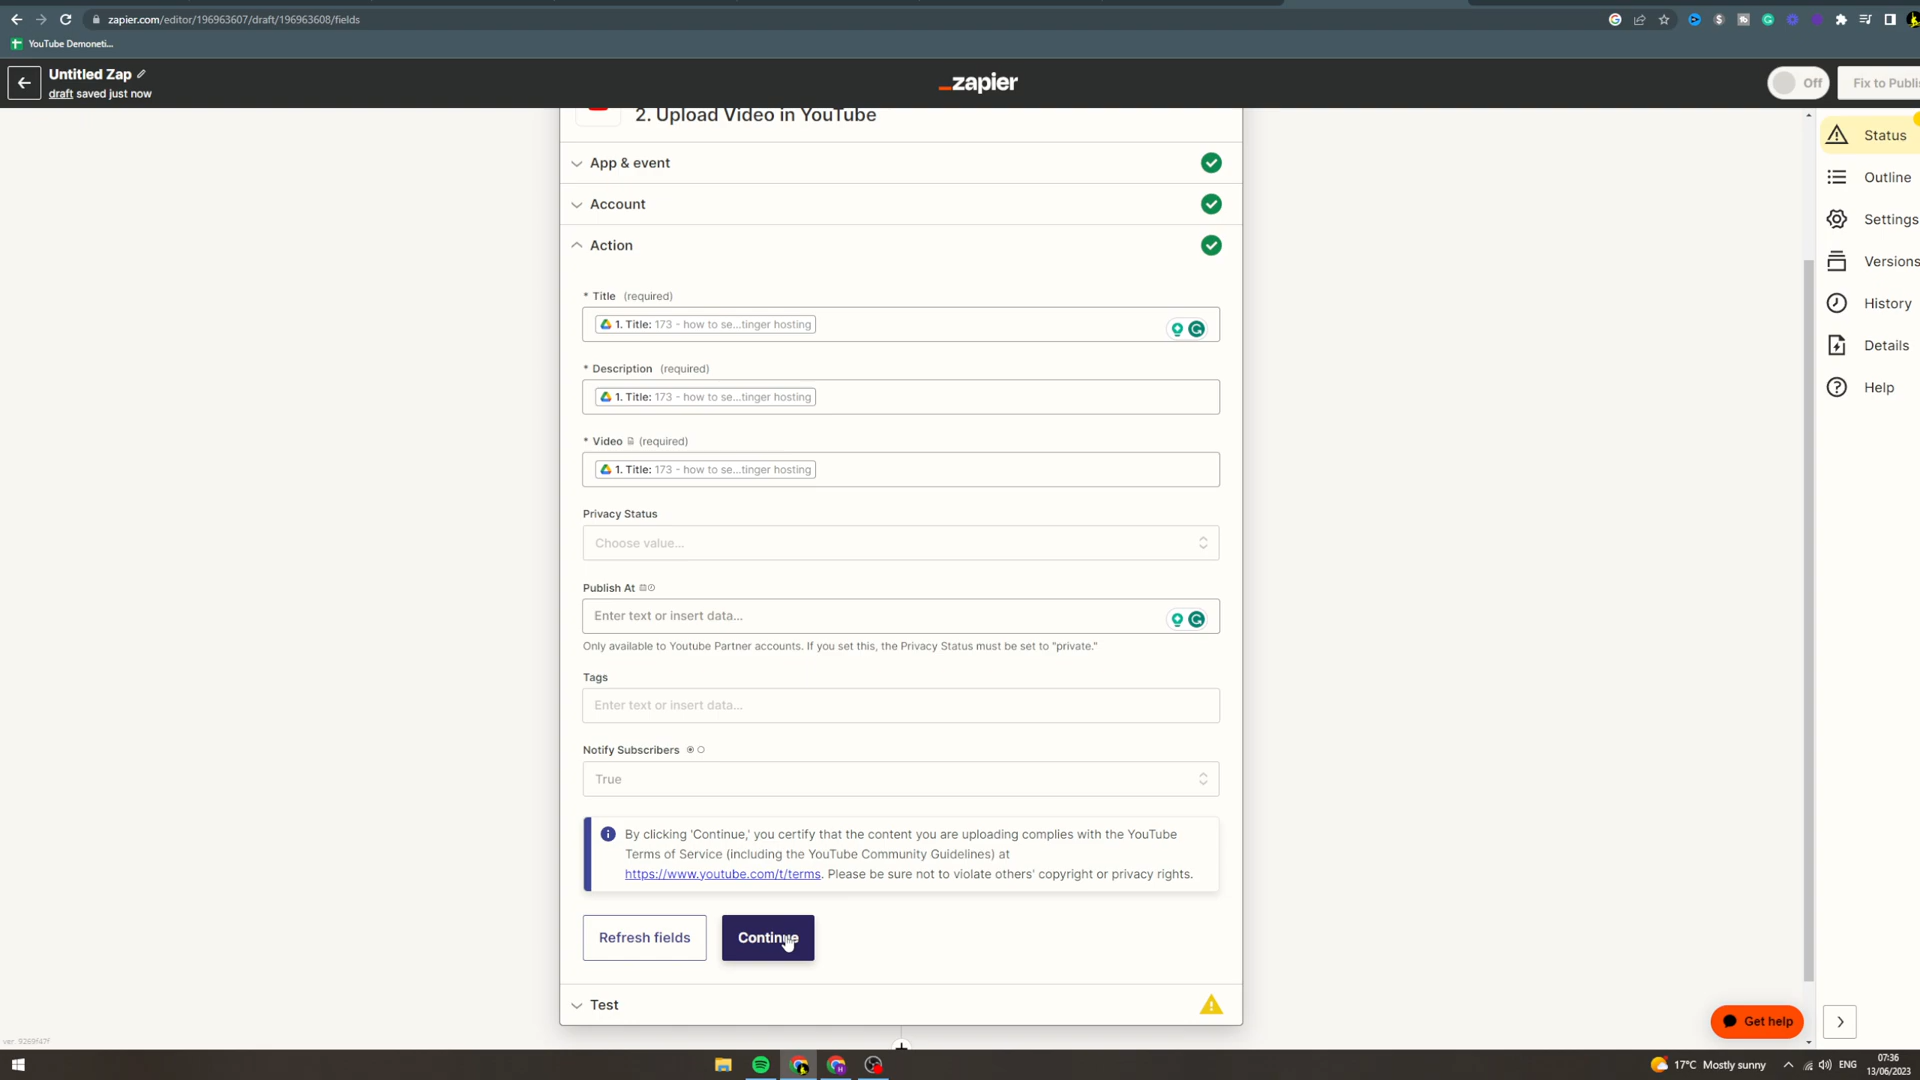 zapier.com/editor/196963607/draft/196963608/fields
YouTube Demoneti...
Untitled Zap
draft saved just now
_zapier
Off
Fix to Publi
2. Upload Video in YouTube
App & event
Account
Action
* Title (required)
1. Title: 173 - how to se...tinger hosting
* Description (required)
1. Title: 173 - how to se...tinger hosting
* Video (required)
1. Title: 173 - how to se...tinger hosting
Privacy Status
Choose value...
Publish At
Enter text or insert data...
Only available to Youtube Partner accounts. If you set this, the Privacy Status must be set to "private."
Tags
Enter text or insert data...
Notify Subscribers
True
By clicking 'Continue,' you certify that the content you are uploading complies with the YouTube
Terms of Service (including the YouTube Community Guidelines) at
https://www.youtube.com/t/terms. Please be sure not to violate others' copyright or privacy rights.
Refresh fields
Continue
Test
Status
Outline
Settings
Versions
History
Details
Help
Get help
ver. 9269f47f
17°C Mostly sunny
ENG
07:36
13/06/2023